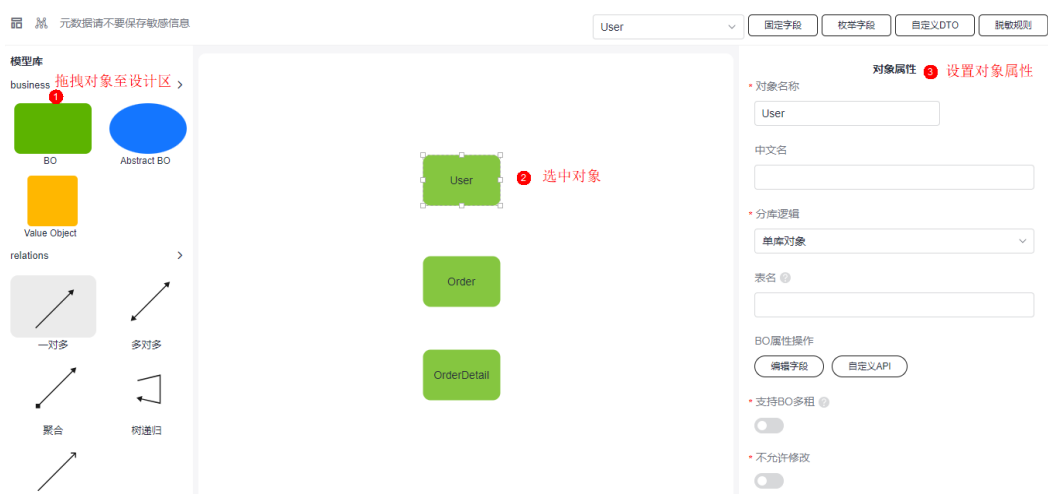 元数据请不要保存敏感信息
User
固定字段
枚举字段
自定义DTO
脱敏规则
模型库
business
拖拽对象至设计区
1
BO
Abstract BO
Value Object
relations
一对多
多对多
聚合
树递归
User
2 选中对象
Order
OrderDetail
对象属性
3 设置对象属性
* 对象名称
User
中文名
* 分库逻辑
单库对象
表名 ?
BO属性操作
编辑字段
自定义API
* 支持BO多租 ?
* 不允许修改